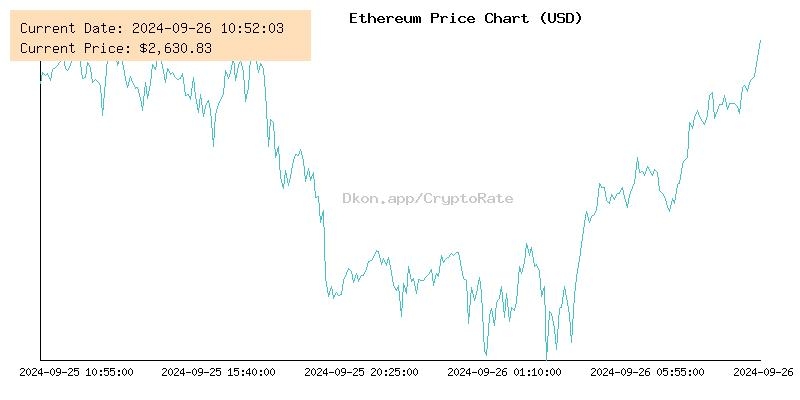 Ethereum Price Chart (USD)
Current Date: 2024-09-26 10:52:03
Current Price: $2,630.83
Dkon.app/CryptoRate
2024-09-25 10:55:00 2024-09-25 15:40:00 2024-09-25 20:25:00 2024-09-26 01:10:00 2024-09-26 05:55:00 2024-09-26